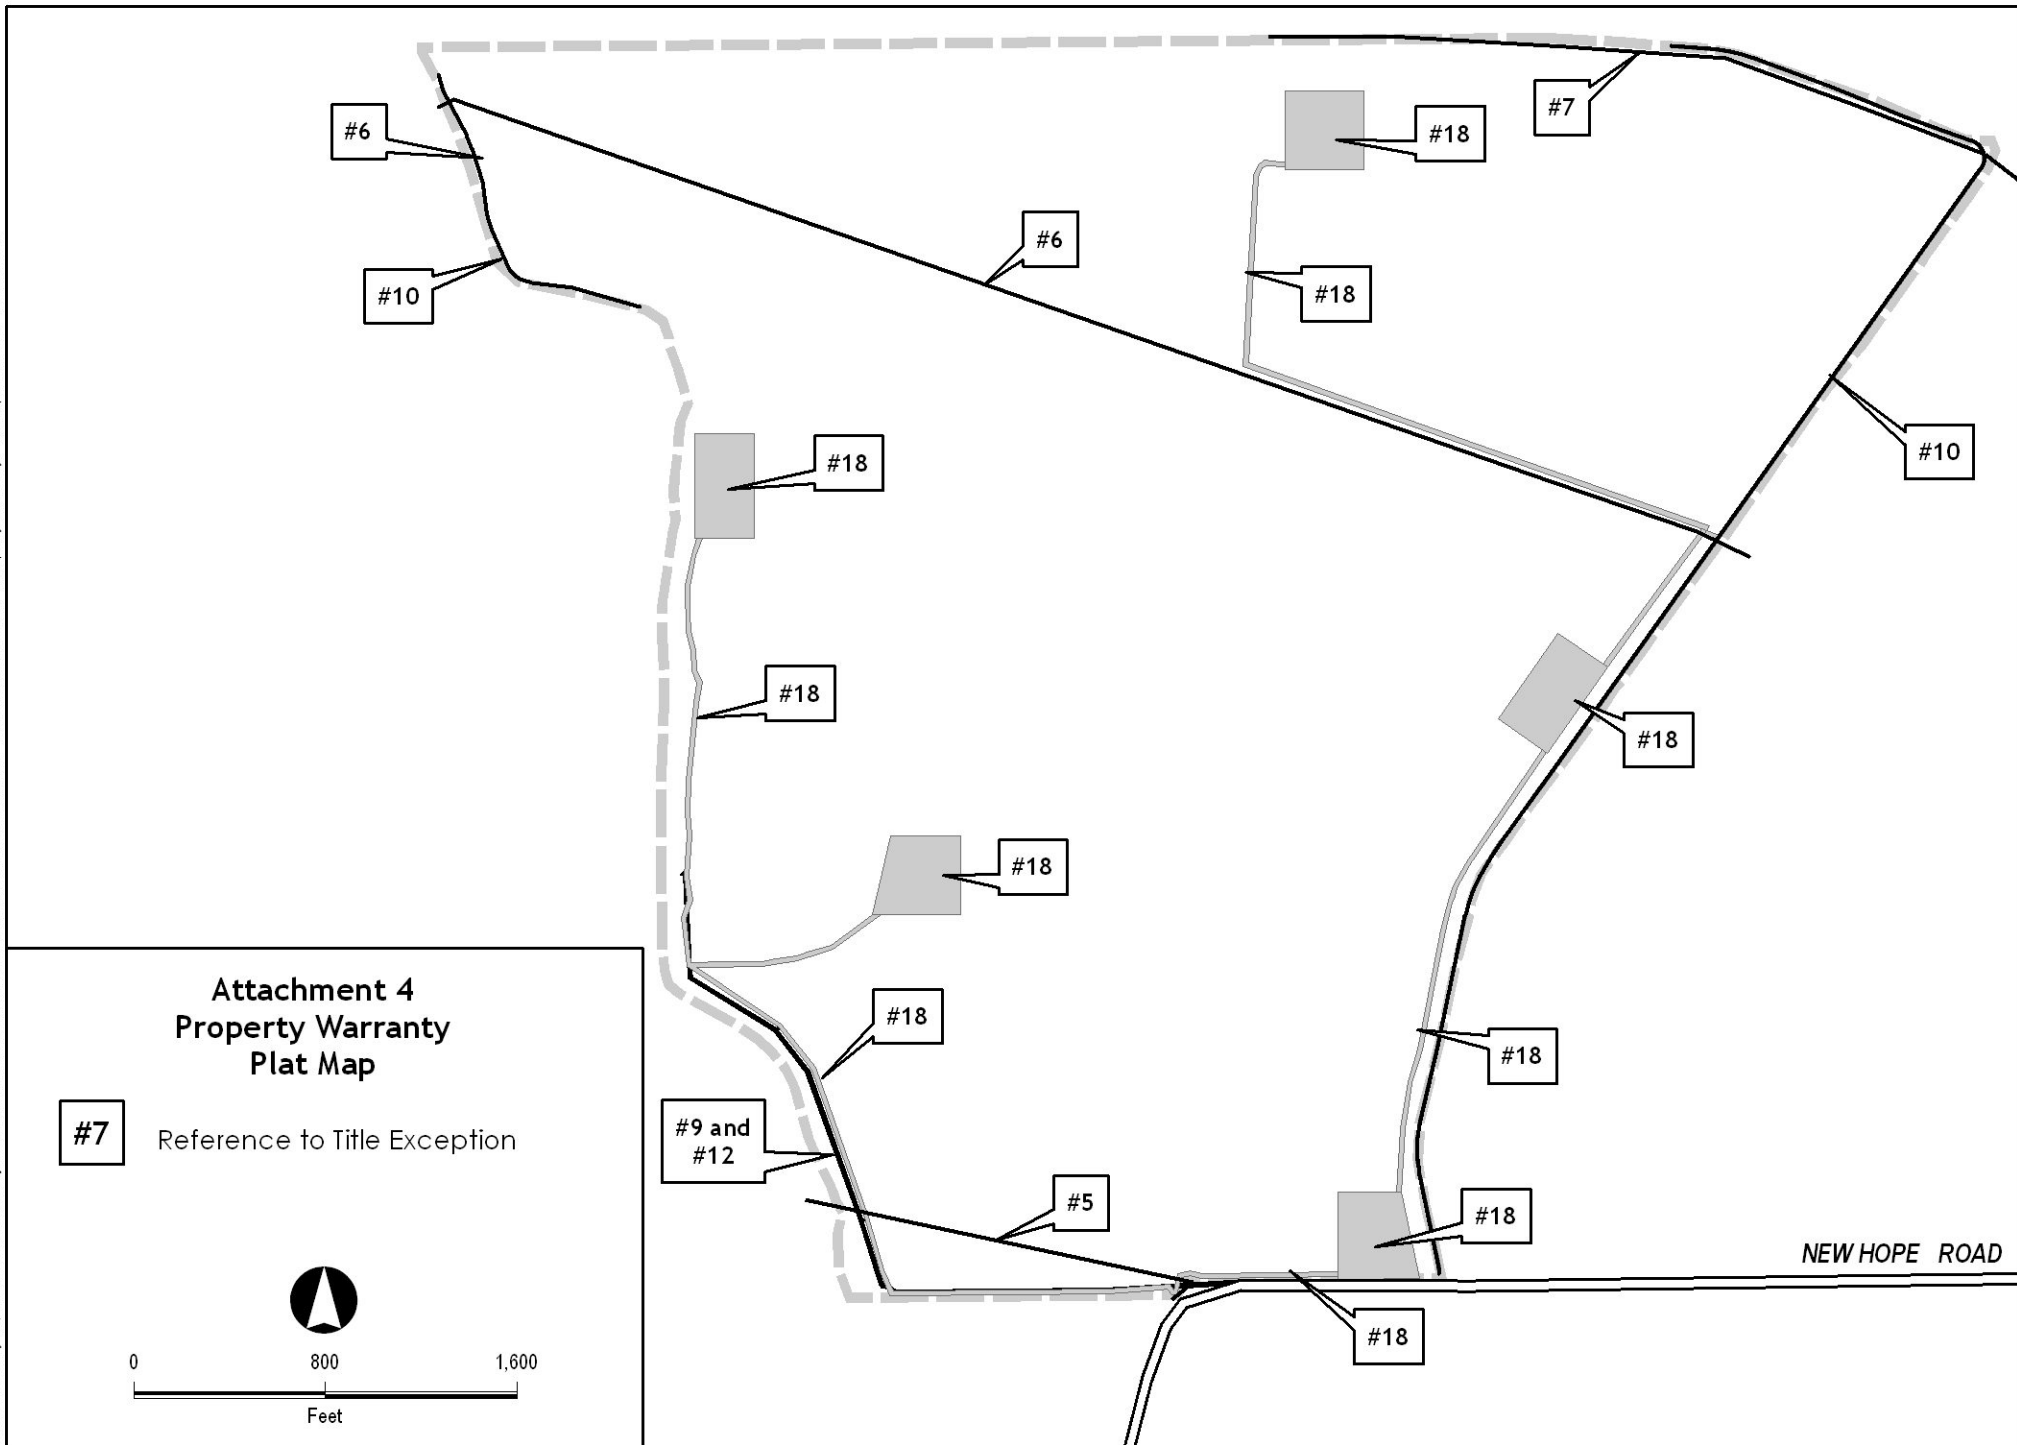 #7
#18
#6
#6
#18
#10
#10
#18
#18
#18
#18
#18
#18
#9 and
#12
#5
#18
NEW HOPE ROAD
#18
Attachment 4
Property Warranty
Plat Map
#7 Reference to Title Exception
0 800 1,600
Feet